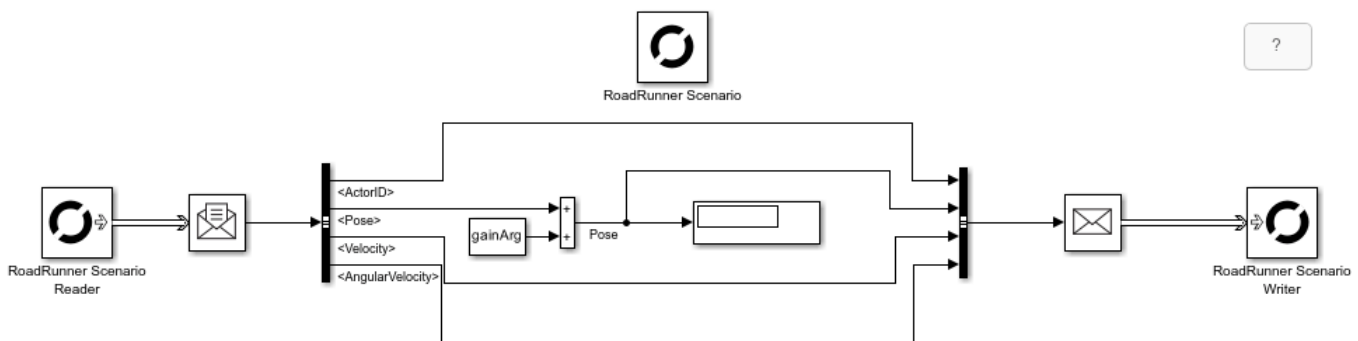 ?
RoadRunner Scenario
<ActorID>
<Pose>
<Velocity>
<AngularVelocity>
gainArg
+
+
Pose
RoadRunner Scenario
Reader
RoadRunner Scenario
Writer